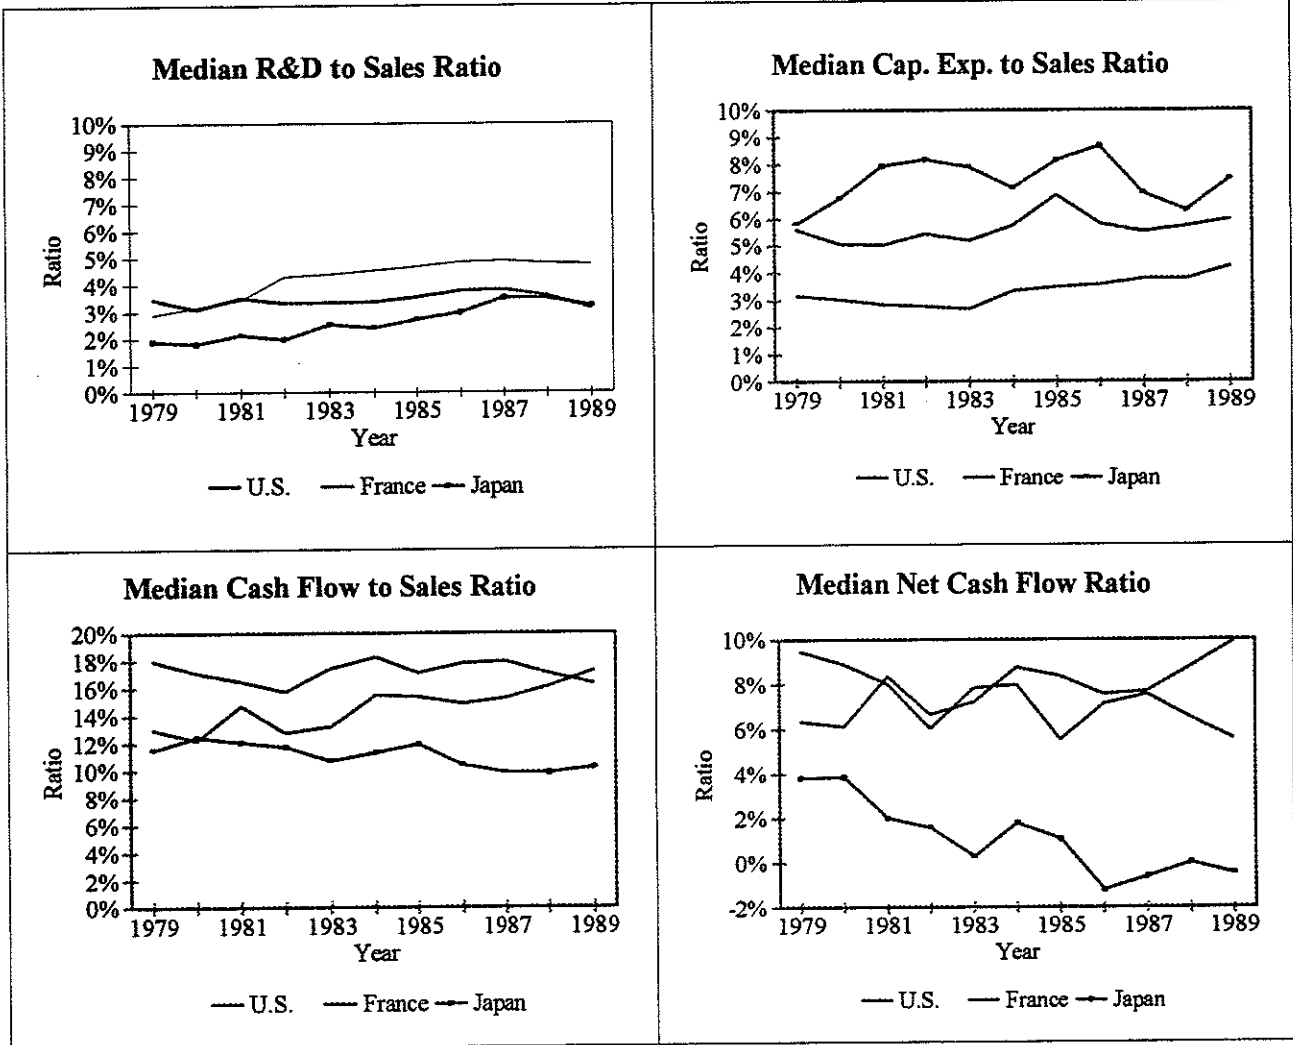 Median R&D to Sales Ratio
10%
9%
8%
7%
6%
5%
4%
3%
2%
1%
0%
Ratio
1979 1981 1983 1985 1987 1989
Year
U.S. France Japan
Median Cap. Exp. to Sales Ratio
10%
9%
8%
7%
6%
5%
4%
3%
2%
1%
0%
Ratio
1979 1981 1983 1985 1987 1989
Year
U.S. France Japan
Median Cash Flow to Sales Ratio
20%
18%
16%
14%
12%
10%
8%
6%
4%
2%
0%
Ratio
1979 1981 1983 1985 1987 1989
Year
U.S. France Japan
Median Net Cash Flow Ratio
10%
8%
6%
4%
2%
0%
-2%
Ratio
1979 1981 1983 1985 1987 1989
Year
U.S. France Japan